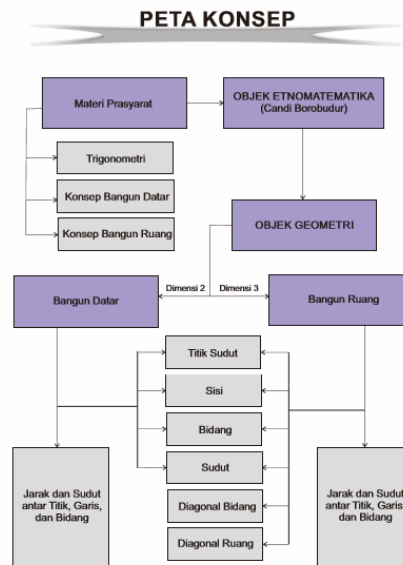 PETA KONSEP
Materi Prasyarat
OBJEK ETNOMATEMATIKA
(Candi Borobudur)
Trigonometri
Konsep Bangun Datar
Konsep Bangun Ruang
OBJEK GEOMETRI
Dimensi 2
Dimensi 3
Bangun Datar
Bangun Ruang
Titik Sudut
Sisi
Bidang
Sudut
Diagonal Bidang
Diagonal Ruang
Jarak dan Sudut
antar Titik, Garis,
dan Bidang
Jarak dan Sudut
antar Titik, Garis,
dan Bidang